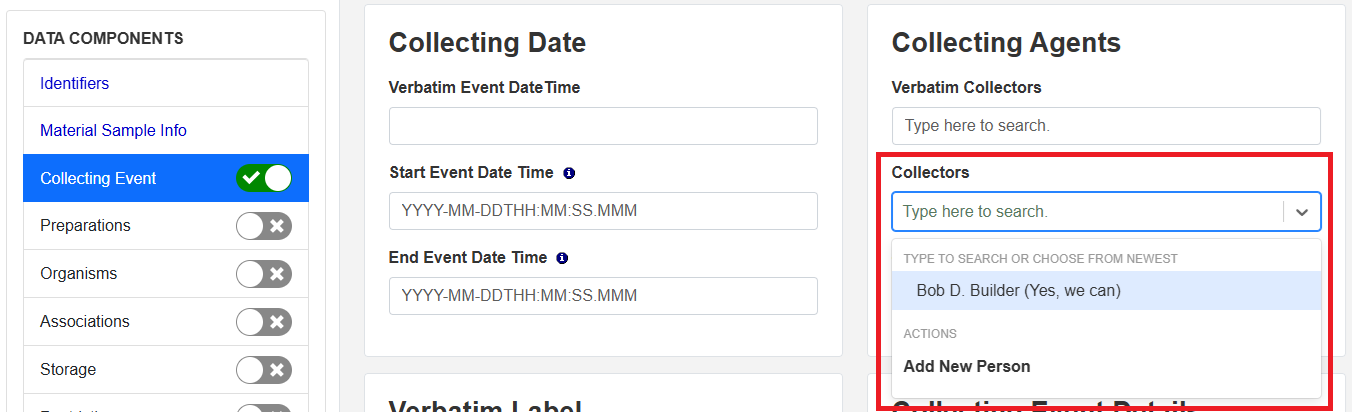 DATA COMPONENTS
Identifiers
Material Sample Info
Collecting Event
Preparations
Organisms
Associations
Storage
Collecting Date
Verbatim Event DateTime
Start Event Date Time
YYYY-MM-DDTHH:MM:SS.MMM
End Event Date Time
YYYY-MM-DDTHH:MM:SS.MMM
Verbatim Label
Collecting Agents
Verbatim Collectors
Type here to search.
Collectors
Type here to search.
TYPE TO SEARCH OR CHOOSE FROM NEWEST
Bob D. Builder (Yes, we can)
ACTIONS
Add New Person
Collecting Event Details